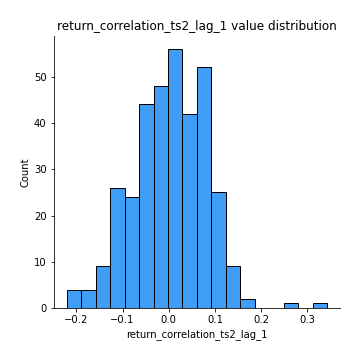 return_correlation_ts2_lag_1 value distribution
Count
50
40
30
20
10
0
−0.2 −0.1 0.0 0.1 0.2 0.3
return_correlation_ts2_lag_1